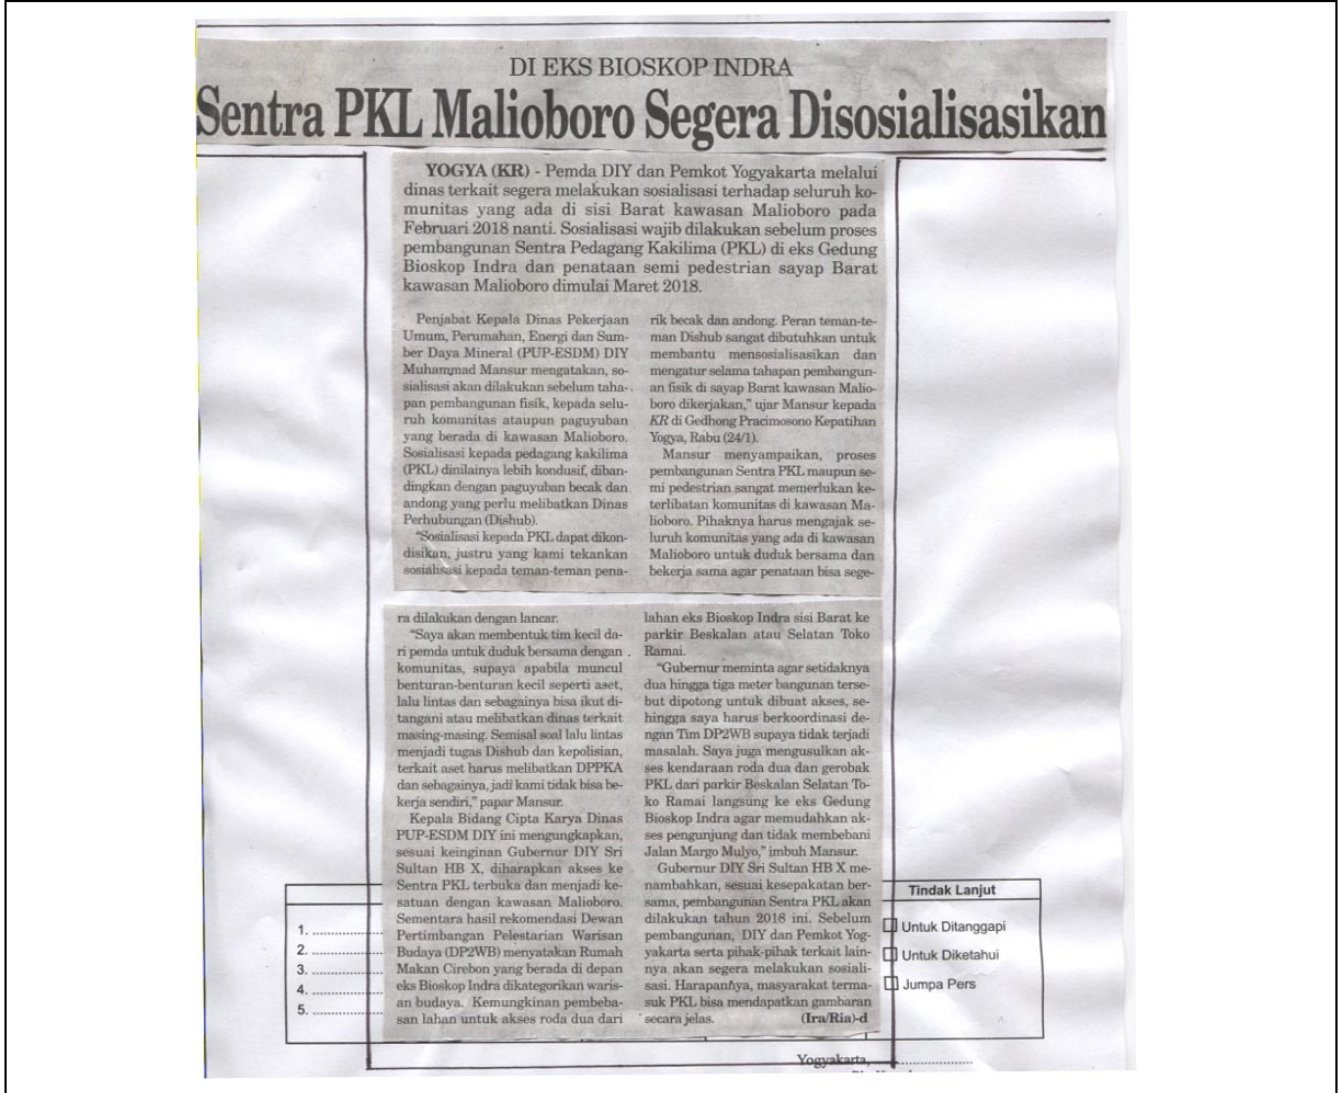 DI EKS BIOSKOP INDRA
Sentra PKL Malioboro Segera Disosialisasikan
YOGYA (KR) - Pemda DIY dan Pemkot Yogyakarta melalui
dinas terkait segera melakukan sosialisasi terhadap seluruh ko-
munitas yang ada di sisi Barat kawasan Malioboro pada
Februari 2018 nanti. Sosialisasi wajib dilakukan sebelum proses
pembangunan Sentra Pedagang Kakilima (PKL) di eks Gedung
Bioskop Indra dan penataan semi pedestrian sayap Barat
kawasan Malioboro dimulai Maret 2018.
Penjabat Kepala Dinas Pekerjaan
Umum, Perumahan, Energi dan Sum-
ber Daya Mineral (PUP-ESDM) DIY
Muhammad Mansur mengatakan, so-
sialisasi akan dilakukan sebelum taha-
pan pembangunan fisik, kepada selu-
ruh komunitas ataupun paguyuban
yang berada di kawasan Malioboro.
Sosialisasi kepada pedagang kakilima
(PKL) dinilainya lebih kondusif, diban-
dingkan dengan paguyuban becak dan
andong yang perlu melibatkan Dinas
Perhubungan (Dishub).
"Sosialisasi kepada PKL dapat dikon-
disikan, justru yang kami tekankan
sosialisasi kepada teman-teman pena-
rik becak dan andong. Peran teman-te-
man Dishub sangat dibutuhkan untuk
membantu mensosialisasikan dan
mengatur selama tahapan pembangun-
an fisik di sayap Barat kawasan Malio-
boro dikerjakan," ujar Mansur kepada
KR di Gedhong Pracimosono Kepatihan
Yogya, Rabu (24/1).
Mansur menyampaikan, proses
pembangunan Sentra PKL maupun se-
mi pedestrian sangat memerlukan ke-
terlibatan komunitas di kawasan Ma-
lioboro. Pihaknya harus mengajak se-
luruh komunitas yang ada di kawasan
Malioboro untuk duduk bersama dan
bekerja sama agar penataan bisa sege-
ra dilakukan dengan lancar.
"Saya akan membentuk tim kecil da-
ri pemda untuk duduk bersama dengan
komunitas, supaya apabila muncul
benturan-benturan kecil seperti aset,
lalu lintas dan sebagainya bisa ikut di-
tangani atau melibatkan dinas terkait
masing-masing. Semisal soal lalu lintas
menjadi tugas Dishub dan kepolisian,
terkait aset harus melibatkan DPPKA
dan sebagainya, jadi kami tidak bisa be-
kerja sendiri," papar Mansur.
Kepala Bidang Cipta Karya Dinas
PUP-ESDM DIY ini mengungkapkan,
sesuai keinginan Gubernur DIY Sri
Sultan HB X, diharapkan akses ke
Sentra PKL terbuka dan menjadi ke-
satuan dengan kawasan Malioboro.
Sementara hasil rekomendasi Dewan
Pertimbangan Pelestarian Warisan
Budaya (DP2WB) menyatakan Rumah
Makan Cirebon yang berada di depan
eks Bioskop Indra dikategorikan waris-
an budaya. Kemungkinan pembeba-
san lahan untuk akses roda dua dari
lahan eks Bioskop Indra sisi Barat ke
parkir Beskalan atau Selatan Toko
Ramai.
"Gubernur meminta agar setidaknya
dua hingga tiga meter bangunan terse-
but dipotong untuk dibuat akses, se-
hingga saya harus berkoordinasi de-
ngan Tim DP2WB supaya tidak terjadi
masalah. Saya juga mengusulkan ak-
ses kendaraan roda dua dan gerobak
PKL dari parkir Beskalan Selatan To-
ko Ramai langsung ke eks Gedung
Bioskop Indra agar memudahkan ak-
ses pengunjung dan tidak membebani
Jalan Margo Mulyo," imbuh Mansur.
Gubernur DIY Sri Sultan HB X me-
nambahkan, sesuai kesepakatan ber-
sama, pembangunan Sentra PKL akan
dilakukan tahun 2018 ini. Sebelum
pembangunan, DIY dan Pemkot Yog-
yakarta serta pihak-pihak terkait lain-
nya akan segera melakukan sosiali-
sasi. Harapannya, masyarakat terma-
suk PKL bisa mendapatkan gambaran
secara jelas. (Ira/Ria)-d
1. ....................
2. ....................
3. ....................
4. ....................
5. ....................
Tindak Lanjut
Untuk Ditanggapi
Untuk Diketahui
Jumpa Pers
Yogyakarta, ....................